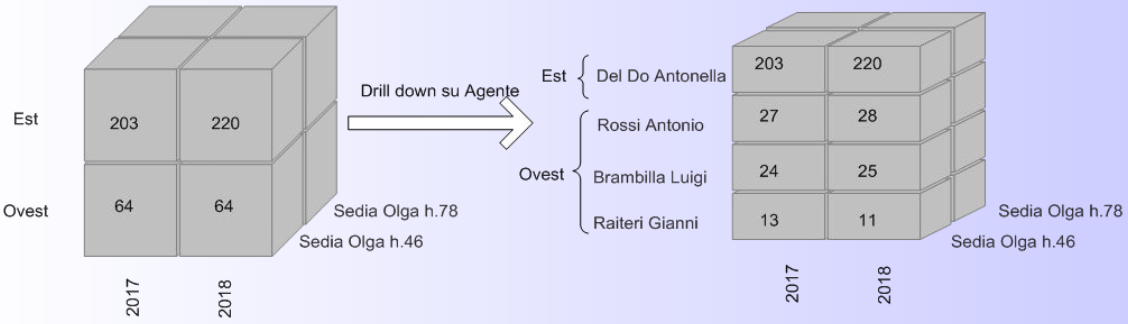 Est
203
220
Ovest
64
64
Sedia Olga h.78
Sedia Olga h.46
2017
2018
Drill down su Agente
Est
Del Do Antonella
203
220
Ovest
Rossi Antonio
27
28
Brambilla Luigi
24
25
Raiteri Gianni
13
11
Sedia Olga h.78
Sedia Olga h.46
2017
2018